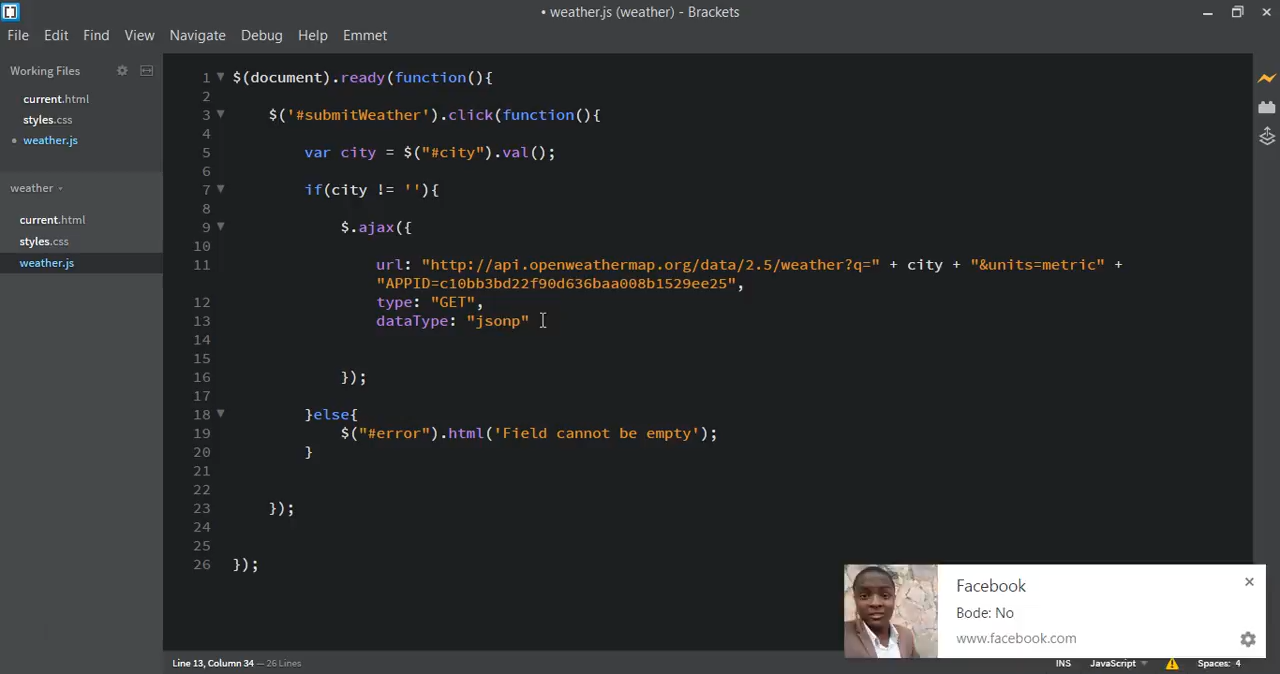 • weather.js (weather) - Brackets
File Edit Find View Navigate Debug Help Emmet
Working Files
current.html
styles.css
• weather.js
weather
current.html
styles.css
weather.js
1 $(document).ready(function(){
2
3 $('#submitWeather').click(function(){
4
5 var city = $("#city").val();
6
7 if(city != ''){
8
9 $.ajax({
10
11 url: "http://api.openweathermap.org/data/2.5/weather?q=" + city + "&units=metric" +
"APPID=c10bb3bd22f90d636baa008b1529ee25",
12 type: "GET",
13 dataType: "jsonp"
14
15
16 });
17
18 }else{
19 $("#error").html('Field cannot be empty');
20 }
21
22
23 });
24
25
26 });
Facebook
Bode: No
www.facebook.com
Line 13, Column 34 — 26 Lines
INS JavaScript Spaces: 4